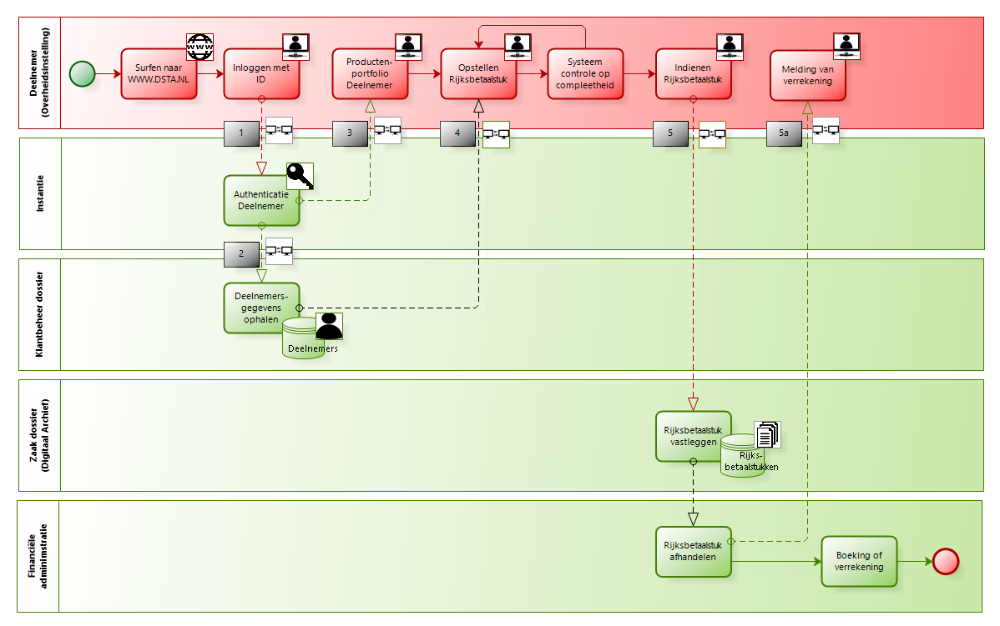 Deelnemer
(Overheidsinstelling)
Surfen naar
WWW.DSTA.NL
WWW
Inloggen met
ID
Producten-
portfolio
Deelnemer
Opstellen
Rijksbetaalstuk
Systeem
controle op
compleetheid
Indienen
Rijksbetaalstuk
Melding van
verrekening
1
3
4
5
5a
Instantie
Authenticatie
Deelnemer
2
Klantbeheer dossier
Deelnemers-
gegevens
ophalen
Deelnemers
Zaak dossier
(Digitaal Archief)
Rijksbetaalstuk
vastleggen
Rijks-
betaalstukken
Financiële
adminimstratie
Rijksbetaalstuk
afhandelen
Boeking of
verrekening